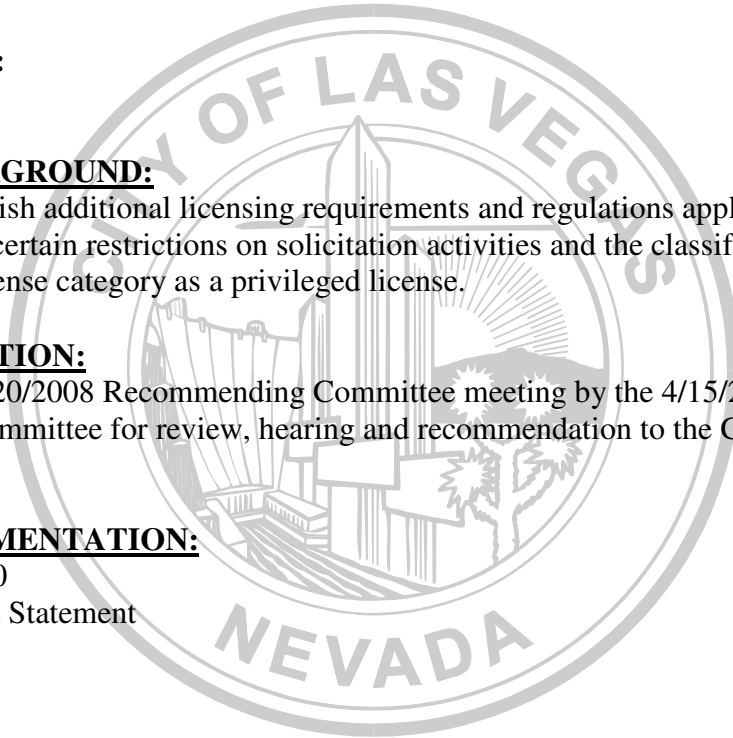 :
GROUND:
ish additional licensing requirements and regulations appl
certain restrictions on solicitation activities and the classif
ense category as a privileged license.
TION:
20/2008 Recommending Committee meeting by the 4/15/2
mmittee for review, hearing and recommendation to the C
MENTATION:
0
Statement
CITY OF LAS VEGAS
NEVADA